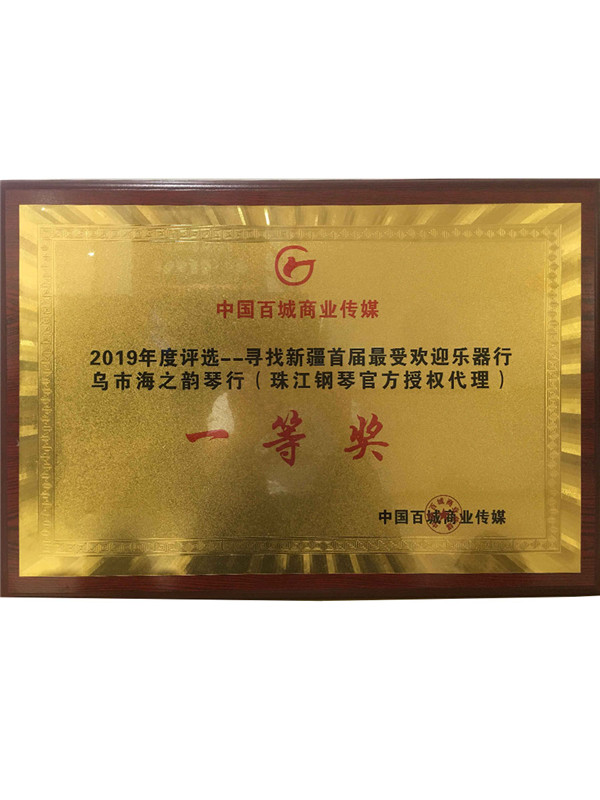 中国百城商业传媒
2019年度评选--寻找新疆首届最受欢迎乐器行
乌市海之韵琴行（珠江钢琴官方授权代理）
一等奖
中国百城商业传媒